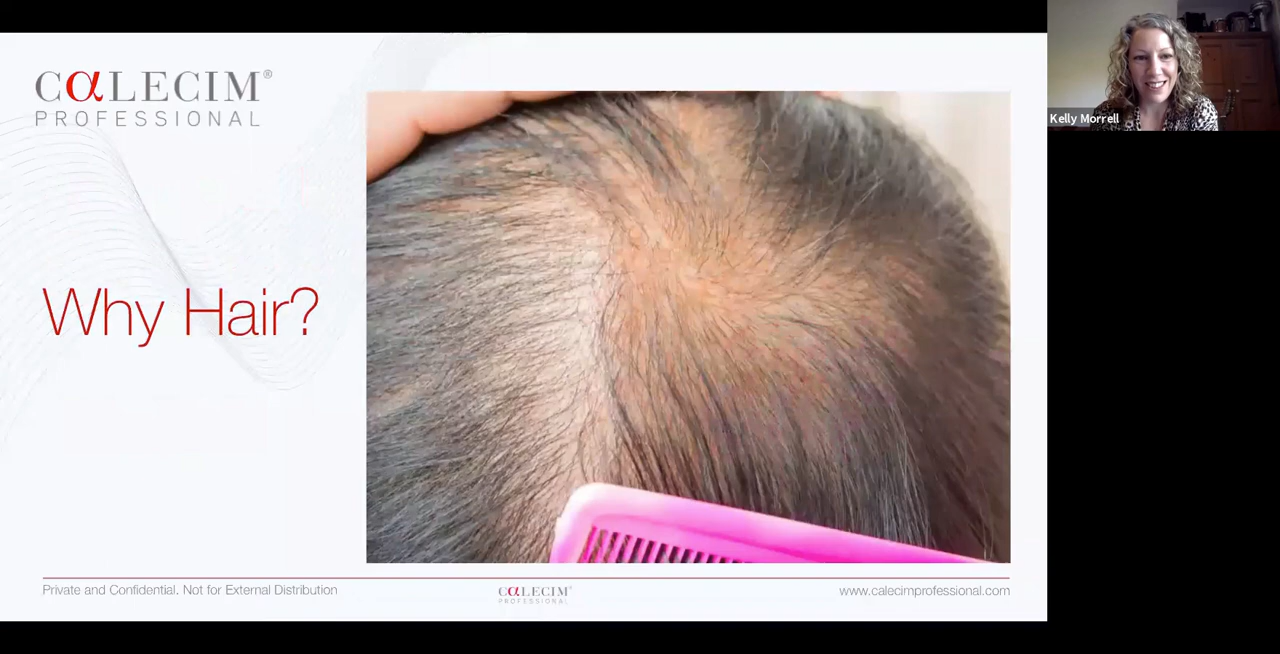 CαLECIM®
PROFESSIONAL
Why Hair?
Kelly Morrell
Private and Confidential. Not for External Distribution
CαLECIM®
PROFESSIONAL
www.calecimprofessional.com